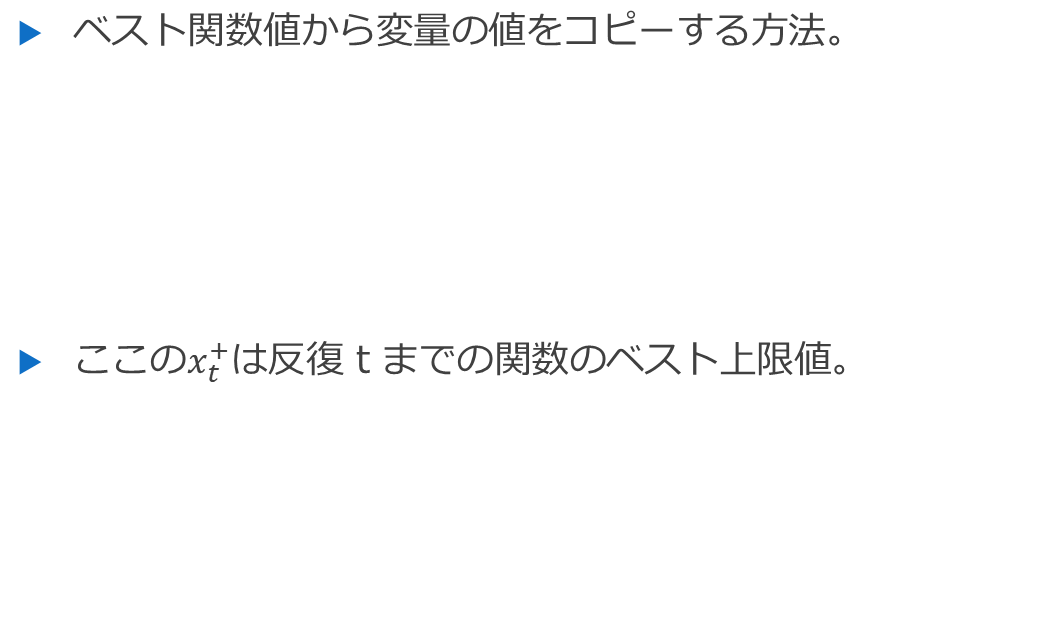 ▶ ベスト関数値から変量の値をコピーする方法。
▶ ここの𝑥ₜ⁺は反復 t までの関数のベスト上限値。